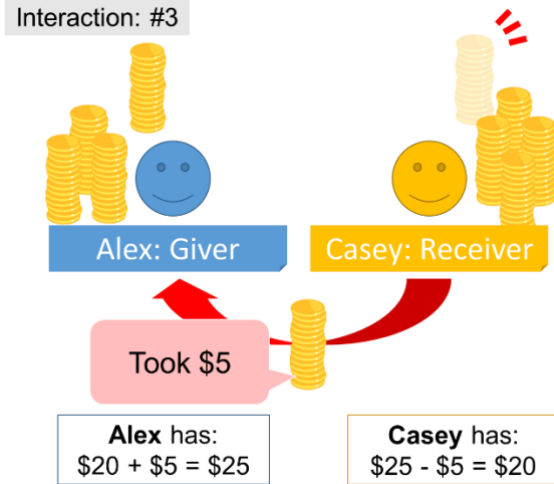 Interaction: #3
Alex: Giver
Casey: Receiver
Took $5
Alex has:
$20 + $5 = $25
Casey has:
$25 - $5 = $20